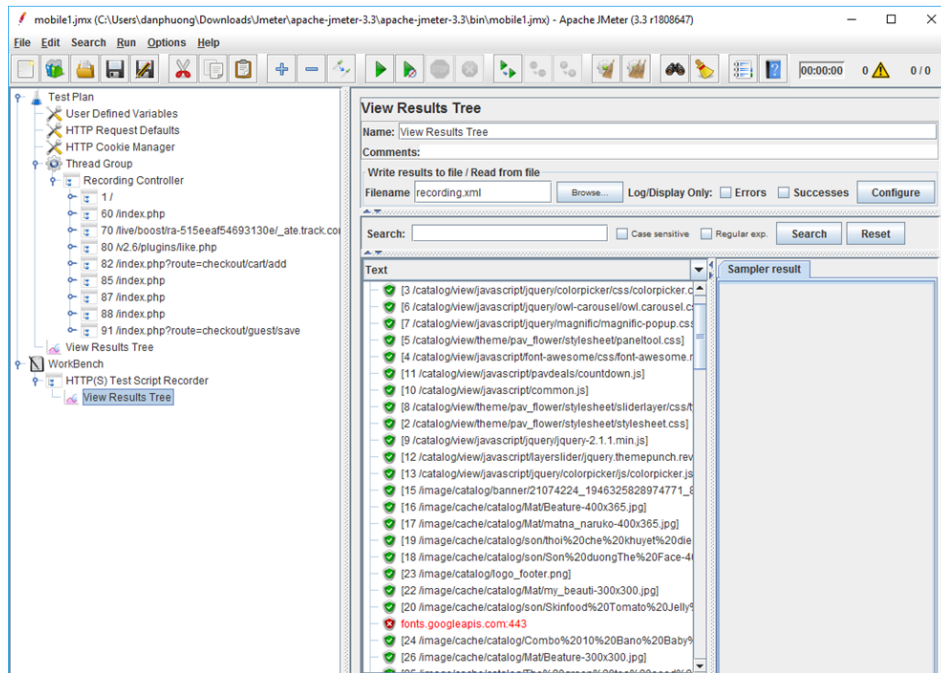 mobile1.jmx (C:\Users\danphuong\Downloads\Jmeter\apache-jmeter-3.3\apache-jmeter-3.3\bin\mobile1.jmx) - Apache JMeter (3.3 r1808647)
File Edit Search Run Options Help
00:00:00 0 0 / 0
Test Plan
User Defined Variables
HTTP Request Defaults
HTTP Cookie Manager
Thread Group
Recording Controller
1 /
60 /index.php
70 /live/boost/ra-515eeaf54693130e/_ate.track.co
80 /v2.6/plugins/like.php
82 /index.php?route=checkout/cart/add
85 /index.php
87 /index.php
88 /index.php
91 /index.php?route=checkout/guest/save
View Results Tree
WorkBench
HTTP(S) Test Script Recorder
View Results Tree
View Results Tree
Name: View Results Tree
Comments:
Write results to file / Read from file
Filename recording.xml Browse... Log/Display Only: Errors Successes Configure
Search: Case sensitive Regular exp. Search Reset
Text
Sampler result
[3 /catalog/view/javascript/jquery/colorpicker/css/colorpicker.c
[6 /catalog/view/javascript/jquery/owl-carousel/owl.carousel.c
[7 /catalog/view/javascript/jquery/magnific/magnific-popup.css
[5 /catalog/view/theme/pav_flower/stylesheet/paneltool.css]
[4 /catalog/view/javascript/font-awesome/css/font-awesome.r
[11 /catalog/view/javascript/pavdeals/countdown.js]
[10 /catalog/view/javascript/common.js]
[8 /catalog/view/theme/pav_flower/stylesheet/sliderlayer/css/t
[2 /catalog/view/theme/pav_flower/stylesheet/stylesheet.css]
[9 /catalog/view/javascript/jquery/jquery-2.1.1.min.js]
[12 /catalog/view/javascript/layerslider/jquery.themepunch.rev
[13 /catalog/view/javascript/jquery/colorpicker/js/colorpicker.js
[15 /image/catalog/banner/21074224_1946325828974771_8
[16 /image/cache/catalog/Mat/Beature-400x365.jpg]
[17 /image/cache/catalog/Mat/matna_naruko-400x365.jpg]
[19 /image/cache/catalog/son/thoi%20che%20khuyet%20die
[18 /image/cache/catalog/son/Son%20duongThe%20Face-4
[23 /image/catalog/logo_footer.png]
[22 /image/cache/catalog/Mat/my_beauti-300x300.jpg]
[20 /image/cache/catalog/son/Skinfood%20Tomato%20Jelly%
fonts.googleapis.com:443
[24 /image/cache/catalog/Combo%2010%20Bano%20Baby%
[26 /image/cache/catalog/Mat/Beature-300x300.jpg]